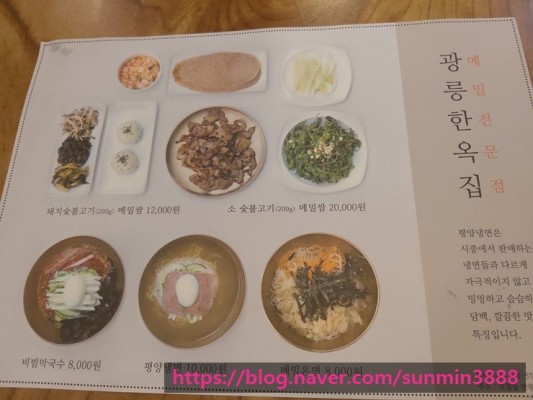 광릉한옥집
메밀전문점
돼지숯불고기(200g) 메밀쌈 12,000원
소 숯불고기(200g) 메밀쌈 20,000원
평양냉면은
시중에서 판매하는
냉면들과 다르게
자극적이지 않고
밍밍하고 슴슴하
담백, 깔끔한 맛
특징입니다.
비빔막국수 8,000원
평양냉면 10,000원
메밀온면 8,000원
https://blog.naver.com/sunmin3888